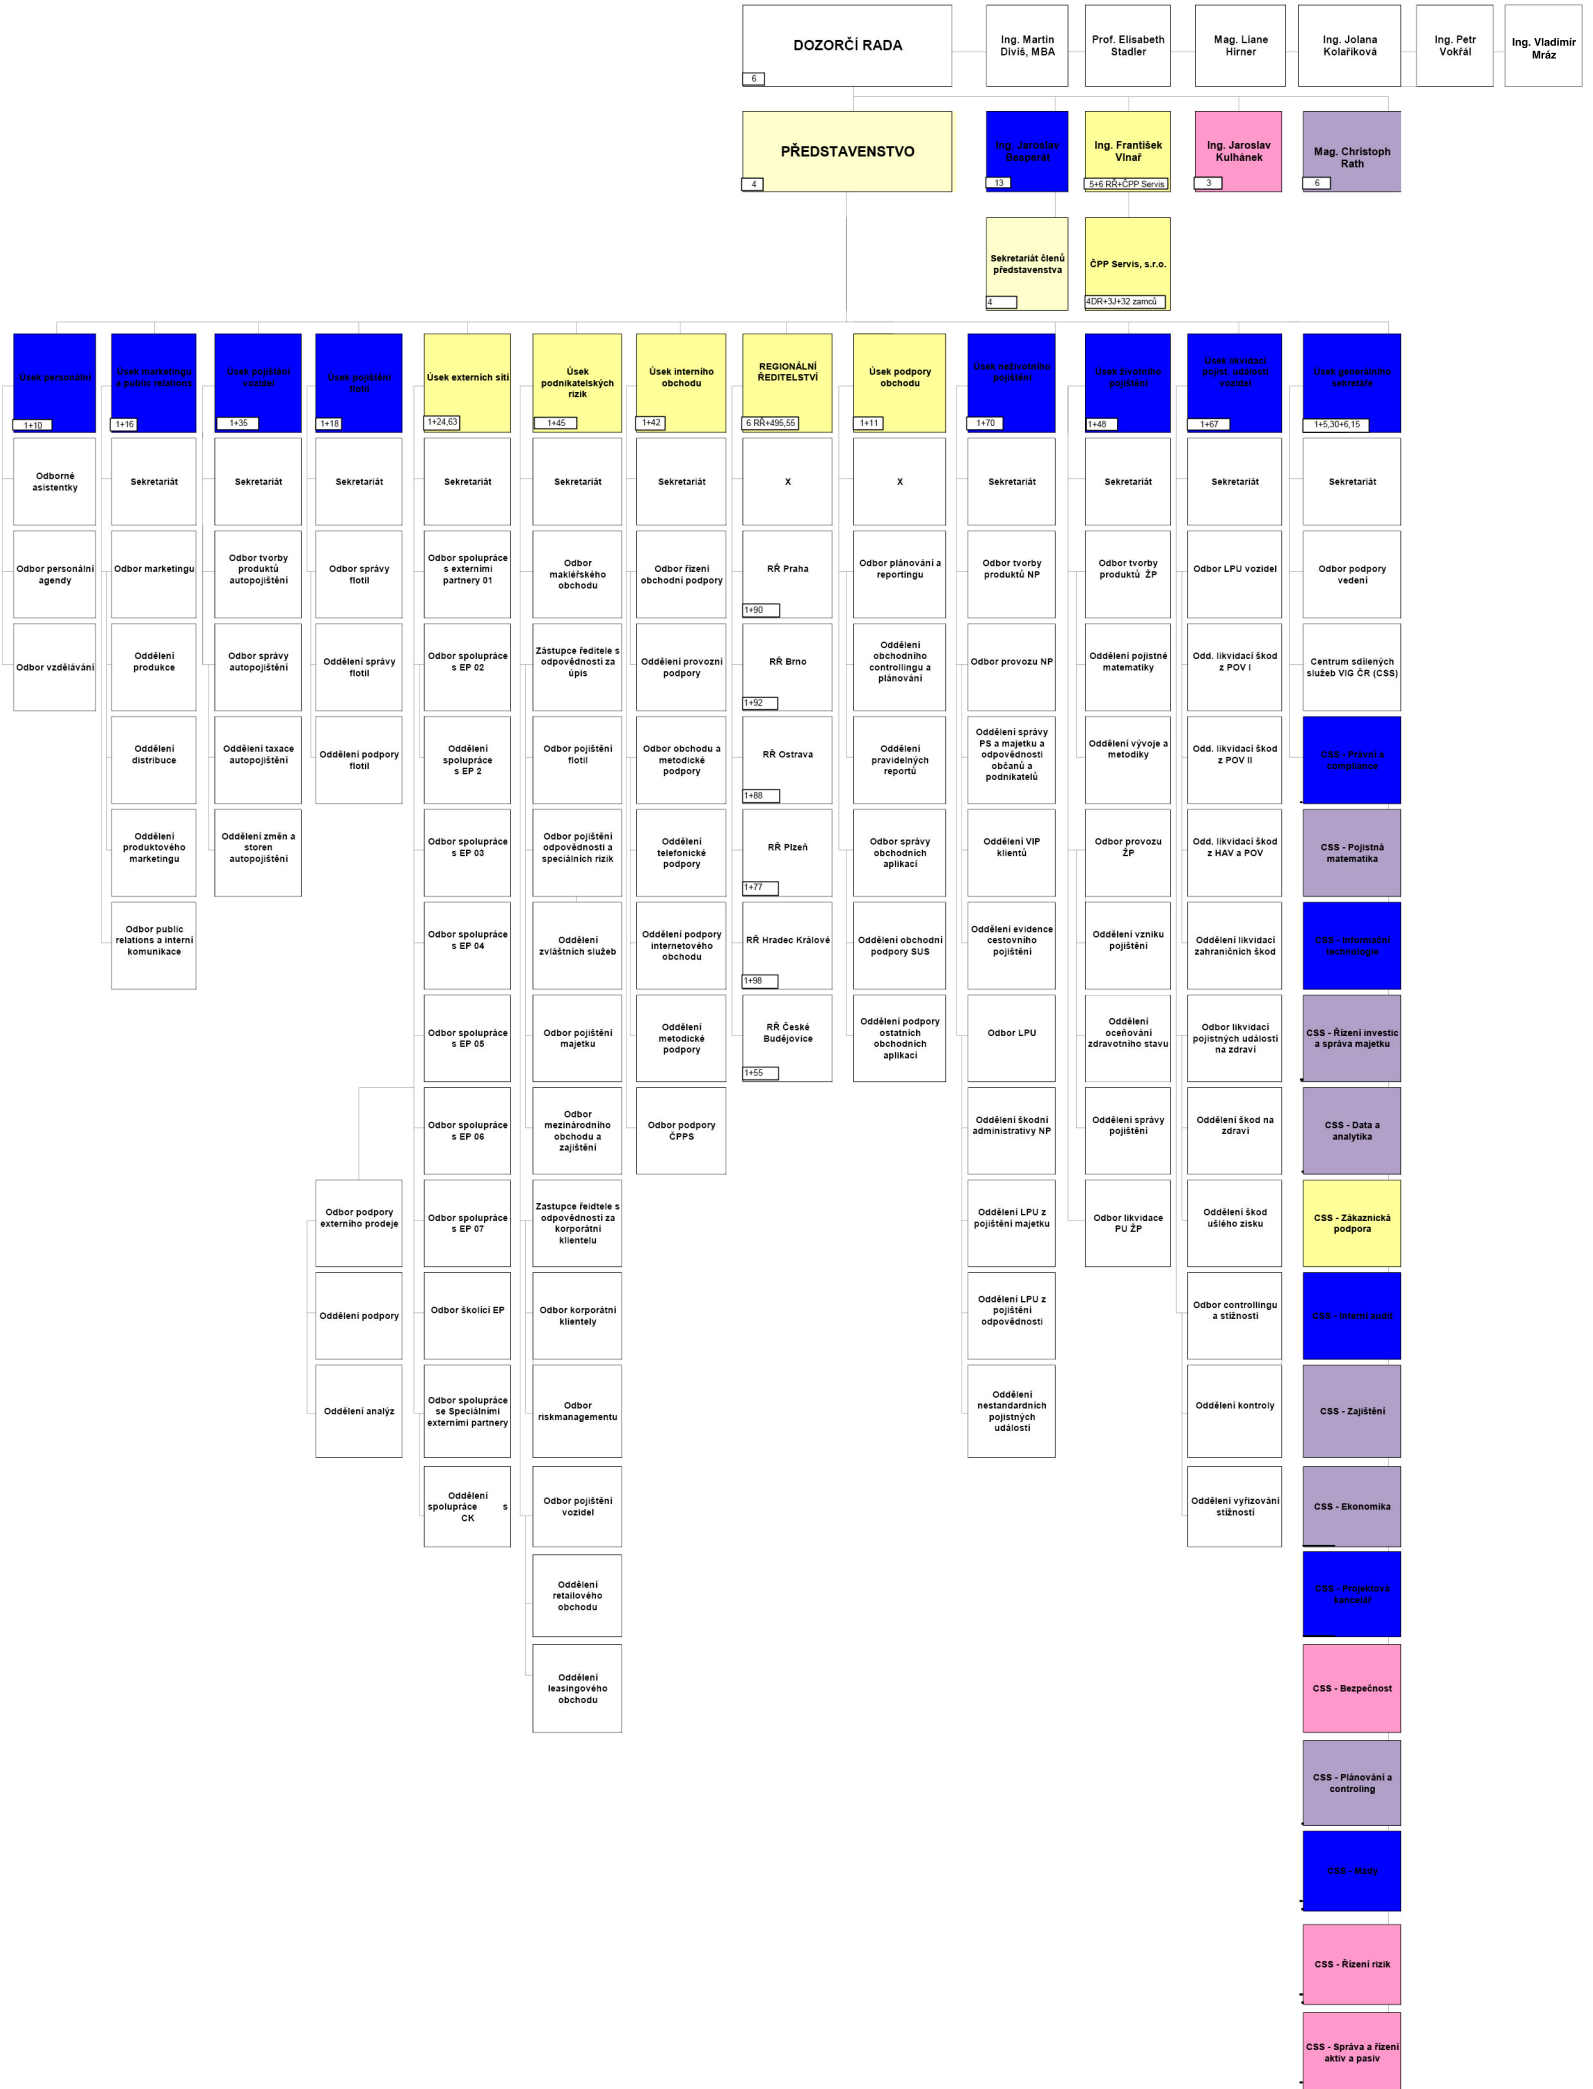 DOZORČÍ RADA
6
Ing. Martin
Diviš, MBA
Prof. Elisabeth
Stadler
Mag. Liane
Hirner
Ing. Jolana
Kolaříková
Ing. Petr
Vokřál
Ing. Vladimír
Mráz
PŘEDSTAVENSTVO
4
Ing. Jaroslav
Besperát
13
Ing. František
Vlnař
5+6 RŘ+ČPP Servis
Ing. Jaroslav
Kulhánek
3
Mag. Christoph
Rath
6
Sekretariát členů
představenstva
4
ČPP Servis, s.r.o.
4DR+3J+32 zamců
Úsek personální
1+10
Odborné
asistentky
Odbor personální
agendy
Odbor vzdělávání
Úsek marketingu
a public relations
1+16
Sekretariát
Odbor marketingu
Oddělení
produkce
Oddělení
distribuce
Oddělení
produktového
marketingu
Odbor public
relations a interní
komunikace
Úsek pojištění
vozidel
1+35
Sekretariát
Odbor tvorby
produktů
autopojištění
Odbor správy
autopojištění
Oddělení taxace
autopojištění
Oddělení změn a
storen
autopojištění
Úsek pojištění
flotil
1+18
Sekretariát
Odbor správy
flotil
Oddělení správy
flotil
Oddělení podpory
flotil
Odbor podpory
externího prodeje
Oddělení podpory
Oddělení analýz
Úsek externích sítí
1+24,63
Sekretariát
Odbor spolupráce
s externími
partnery 01
Odbor spolupráce
s EP 02
Oddělení
spolupráce
s EP 2
Odbor spolupráce
s EP 03
Odbor spolupráce
s EP 04
Odbor spolupráce
s EP 05
Odbor spolupráce
s EP 06
Odbor spolupráce
s EP 07
Odbor školící EP
Odbor spolupráce
se Speciálními
externími partnery
Oddělení
spolupráce s
CK
Úsek
podnikatelských
rizik
1+45
Sekretariát
Odbor
makléřského
obchodu
Zástupce ředitele s
odpovědností za
úpis
Odbor pojištění
flotil
Odbor pojištění
odpovědnosti a
speciálních rizik
Oddělení
zvláštních služeb
Odbor pojištění
majetku
Odbor
mezinárodního
obchodu a
zajištění
Zastupce řeidtele s
odpovědností za
korporátní
klientelu
Odbor korporátní
klientely
Odbor
riskmanagementu
Odbor pojištění
vozidel
Oddělení
retailového
obchodu
Oddělení
leasingového
obchodu
Úsek interního
obchodu
1+42
Sekretariát
Odbor řízení
obchodní podpory
Oddělení provozní
podpory
Odbor obchodu a
metodické
podpory
Oddělení
telefonické
podpory
Oddělení podpory
internetového
obchodu
Oddělení
metodické
podpory
Odbor podpory
ČPPS
REGIONÁLNÍ
ŘEDITELSTVÍ
6 RŘ+495,55
X
RŘ Praha
1+90
RŘ Brno
1+92
RŘ Ostrava
1+88
RŘ Plzeň
1+77
RŘ Hradec Králové
1+98
RŘ České
Budějovice
1+55
Úsek podpory
obchodu
1+11
X
Odbor plánování a
reportingu
Oddělení
obchodního
controllingu a
plánování
Oddělení
pravidelných
reportů
Odbor správy
obchodních
aplikací
Oddělení obchodní
podpory SUS
Oddělení podpory
ostatních
obchodních
aplikací
Úsek neživotního
pojištění
1+70
Sekretariát
Odbor tvorby
produktů NP
Odbor provozu NP
Oddělení správy
PS a majetku a
odpovědnosti
občanů a
podnikatelů
Oddělení VIP
klientů
Oddělení evidence
cestovního
pojištění
Odbor LPU
Oddělení škodní
administrativy NP
Oddělení LPU z
pojištění majetku
Oddělení LPU z
pojištění
odpovědnosti
Oddělení
nestandardních
pojistných
událostí
Úsek životního
pojištění
1+48
Sekretariát
Odbor tvorby
produktů ŽP
Oddělení pojistné
matematiky
Oddělení vývoje a
metodiky
Odbor provozu
ŽP
Oddělení vzniku
pojištění
Oddělení
oceňování
zdravotního stavu
Oddělení správy
pojištění
Odbor likvidace
PU ŽP
Úsek likvidací
pojist. událostí
vozidel
1+67
Sekretariát
Odbor LPU vozidel
Odd. likvidací škod
z POV I
Odd. likvidací škod
z POV II
Odd. likvidací škod
z HAV a POV
Oddělení likvidací
zahraničních škod
Odbor likvidací
pojistných událostí
na zdraví
Oddělení škod na
zdraví
Oddělení škod
ušlého zisku
Odbor controllingu
a stížností
Oddělení kontroly
Oddělení vyřizování
stížností
Úsek generálního
sekretáře
1+5,30+6,15
Sekretariát
Odbor podpory
vedení
Centrum sdílených
služeb VIG ČR (CSS)
CSS - Právní a
compliance
CSS - Pojistná
matematika
CSS - Informační
technologie
CSS - Řízení investic
a správa majetku
CSS - Data a
analytika
CSS - Zákaznická
podpora
CSS - Interní audit
CSS - Zajištění
CSS - Ekonomika
CSS - Projektová
kancelář
CSS - Bezpečnost
CSS - Plánování a
controling
CSS - Mzdy
CSS - Řízení rizik
CSS - Správa a řízení
aktiv a pasiv